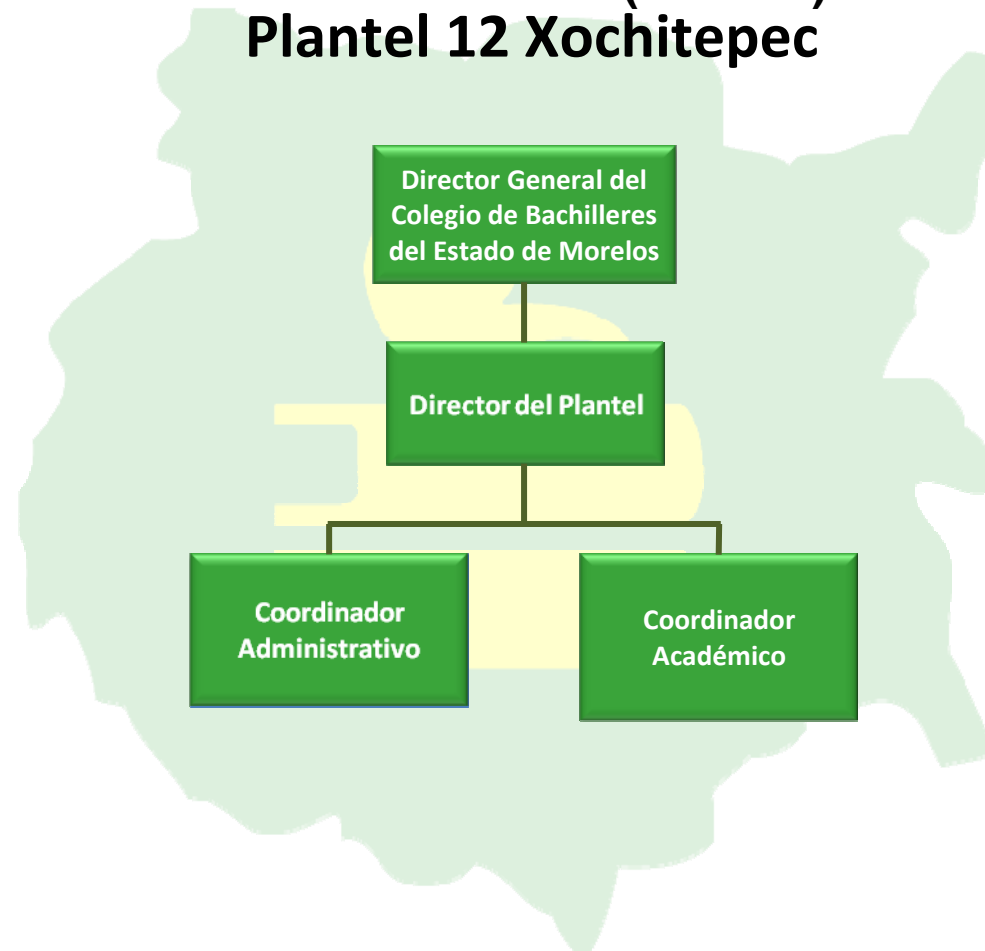 Plantel 12 Xochitepec
Director General del
Colegio de Bachilleres
del Estado de Morelos
Director del Plantel
Coordinador
Administrativo
Coordinador
Académico